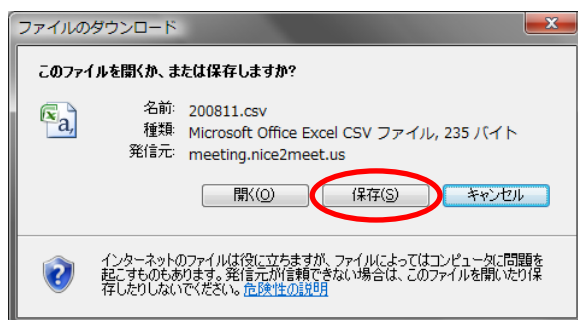 ファイルのダウンロード
このファイルを開くか、または保存しますか?
名前: 200811.csv
種類: Microsoft Office Excel CSV ファイル, 235 バイト
発信元: meeting.nice2meet.us
開く(O) 保存(S) キャンセル
インターネットのファイルは役に立ちますが、ファイルによってはコンピュータに問題を
起こすものもあります。発信元が信頼できない場合は、このファイルを開いたり保
存したりしないでください。危険性の説明